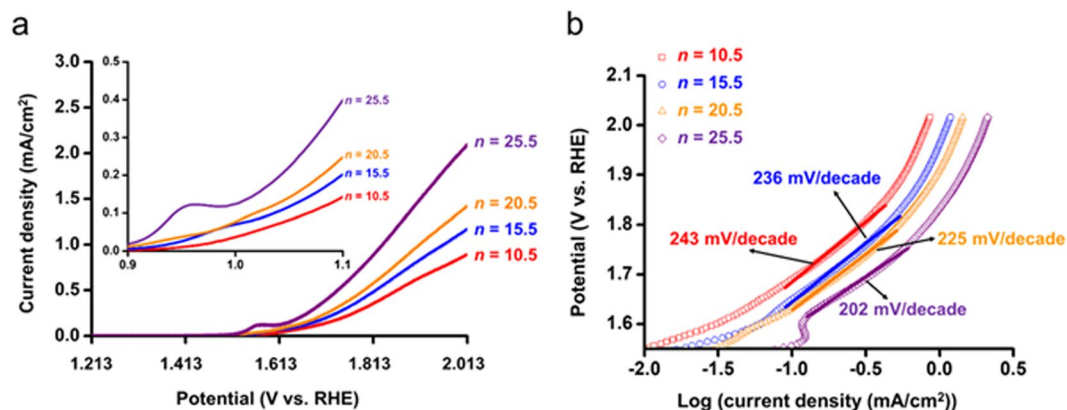 a
3.0
2.5
2.0
1.5
1.0
0.5
0.0
Current density (mA/cm²)
1.213
1.413
1.613
1.813
2.013
Potential (V vs. RHE)
n = 25.5
n = 20.5
n = 15.5
n = 10.5
0.5
0.4
0.3
0.2
0.1
0.0
0.9
1.0
1.1
n = 25.5
n = 20.5
n = 15.5
n = 10.5
b
n = 10.5
n = 15.5
n = 20.5
n = 25.5
2.1
2.0
1.9
1.8
1.7
1.6
Potential (V vs. RHE)
236 mV/decade
243 mV/decade
225 mV/decade
202 mV/decade
-2.0
-1.5
-1.0
-0.5
0.0
0.5
Log (current density (mA/cm²))